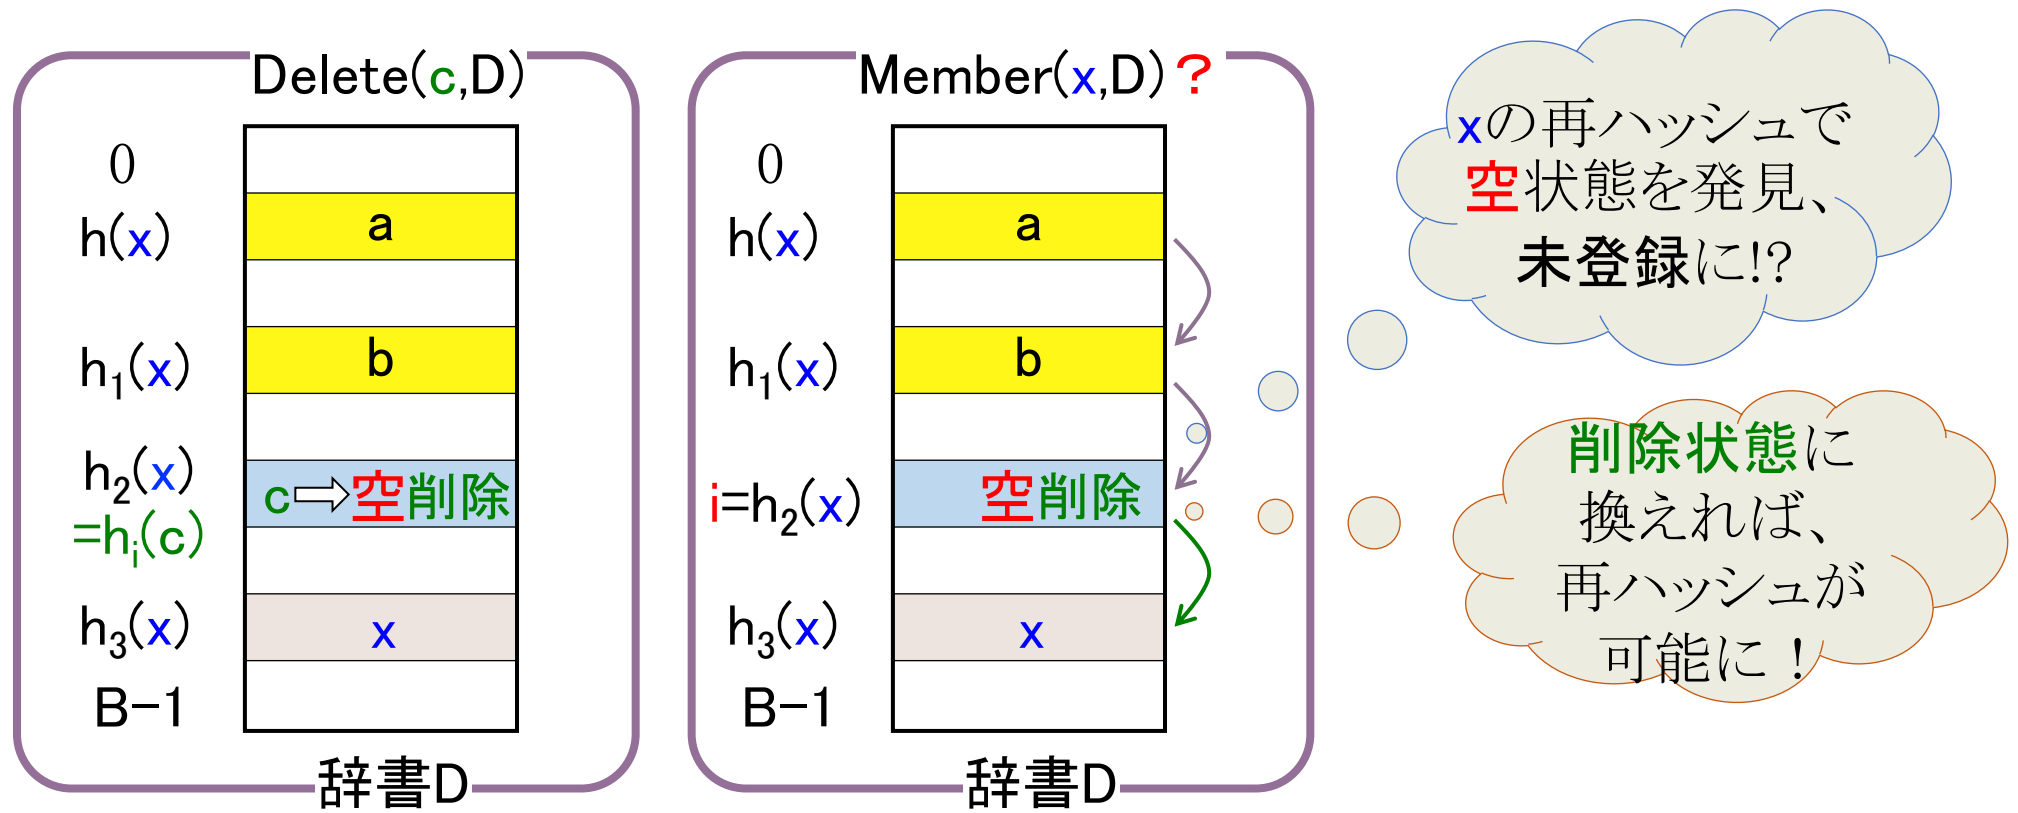 Delete(c,D)
0
h(x)
a
h₁(x)
b
h₂(x)
=hᵢ(c)
c⇨空削除
h₃(x)
x
B-1
辞書D
Member(x,D)?
0
h(x)
a
h₁(x)
b
i=h₂(x)
空削除
h₃(x)
x
B-1
辞書D
xの再ハッシュで
空状態を発見、
未登録に!?
削除状態に
換えれば、
再ハッシュが
可能に！